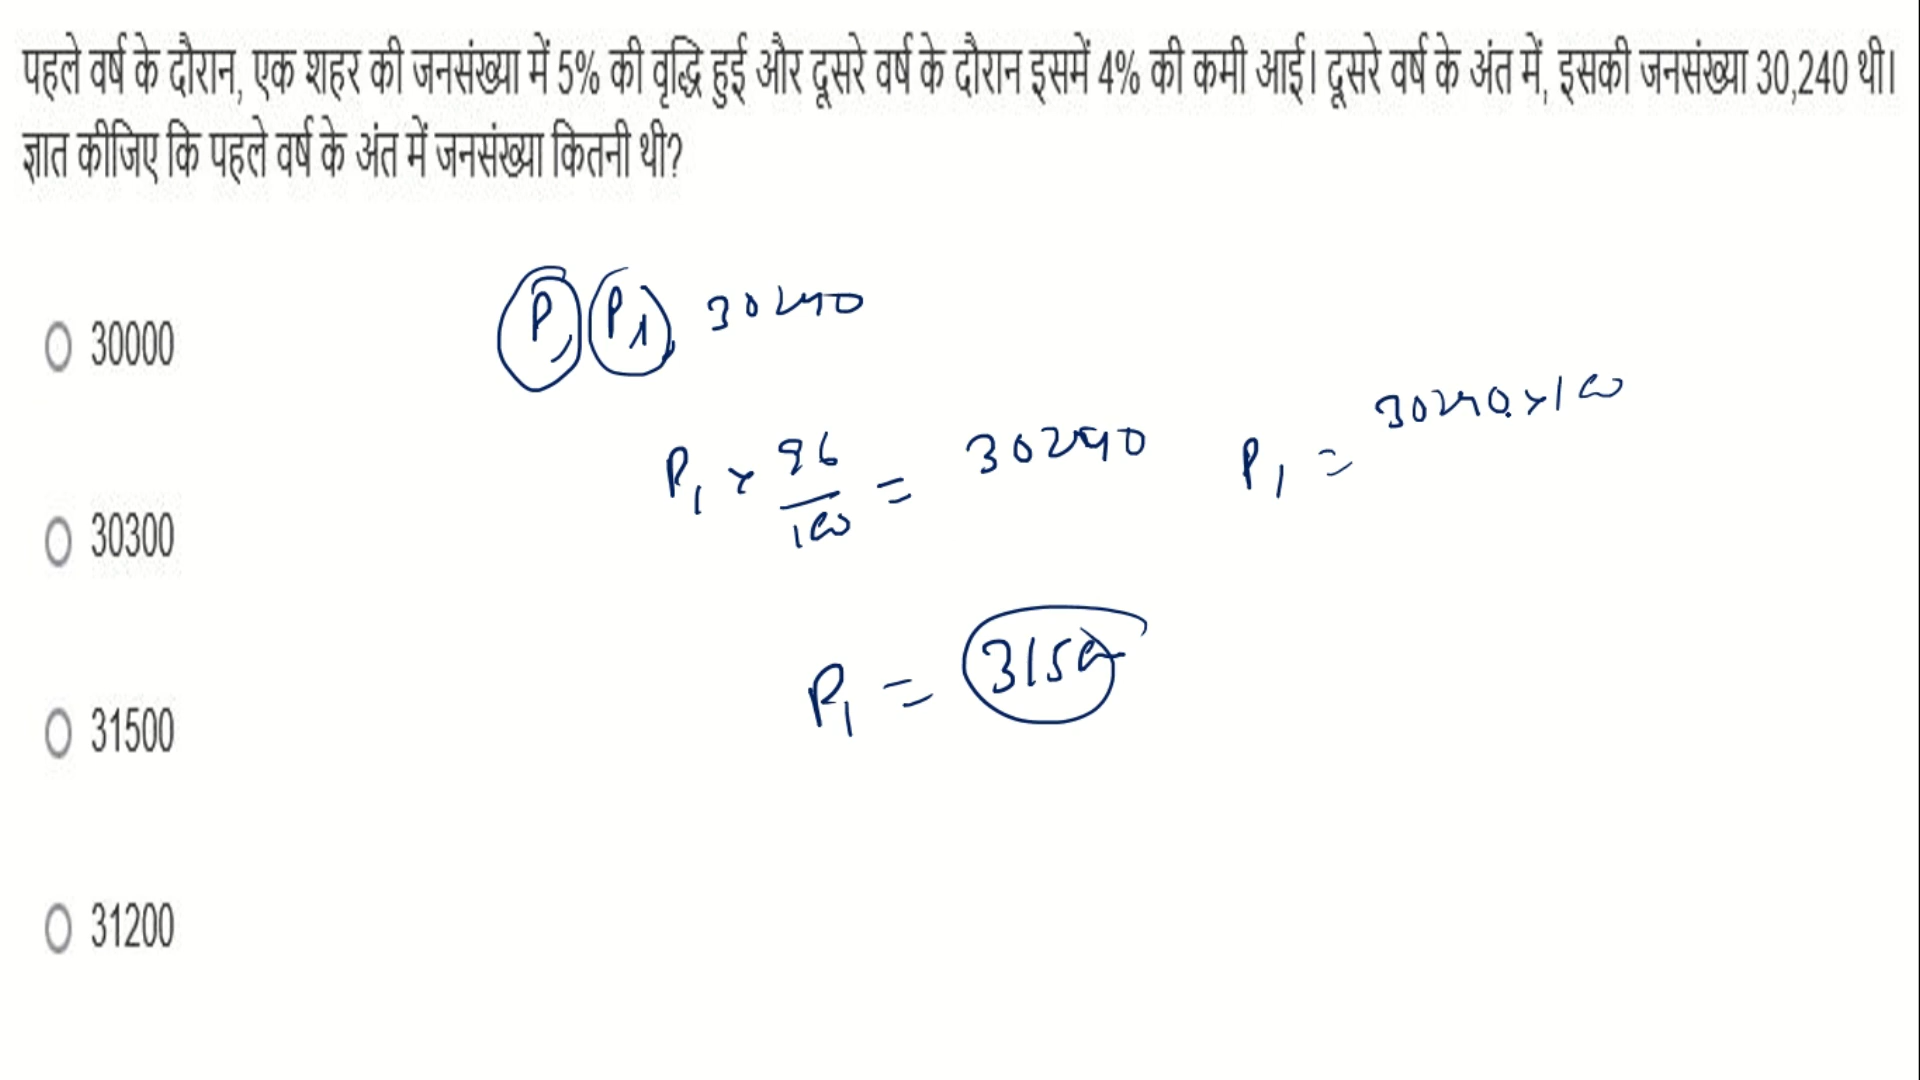 पहले वर्ष के दौरान, एक शहर की जनसंख्या में 5% की वृद्धि हुई और दूसरे वर्ष के दौरान इसमें 4% की कमी आई। दूसरे वर्ष के अंत में, इसकी जनसंख्या 30,240 थी।
ज्ञात कीजिए कि पहले वर्ष के अंत में जनसंख्या कितनी थी?
P, P1, 30240
30000
P1 × 96/100 = 30240
P1 = 30240×100
30300
P1 = 31500
31500
31200